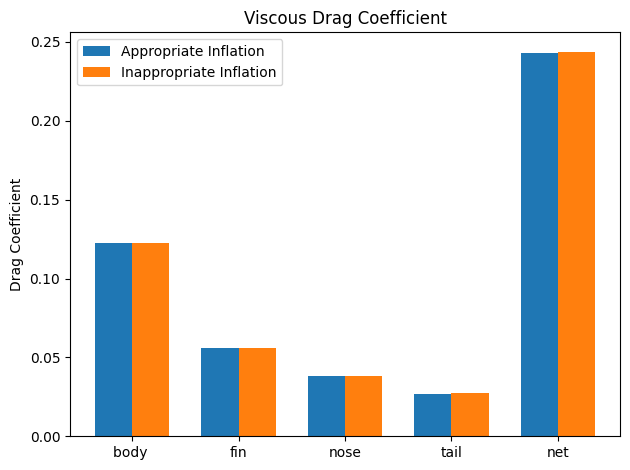 Viscous Drag Coefficient
Appropriate Inflation
Inappropriate Inflation
Drag Coefficient
0.25
0.20
0.15
0.10
0.05
0.00
body
fin
nose
tail
net